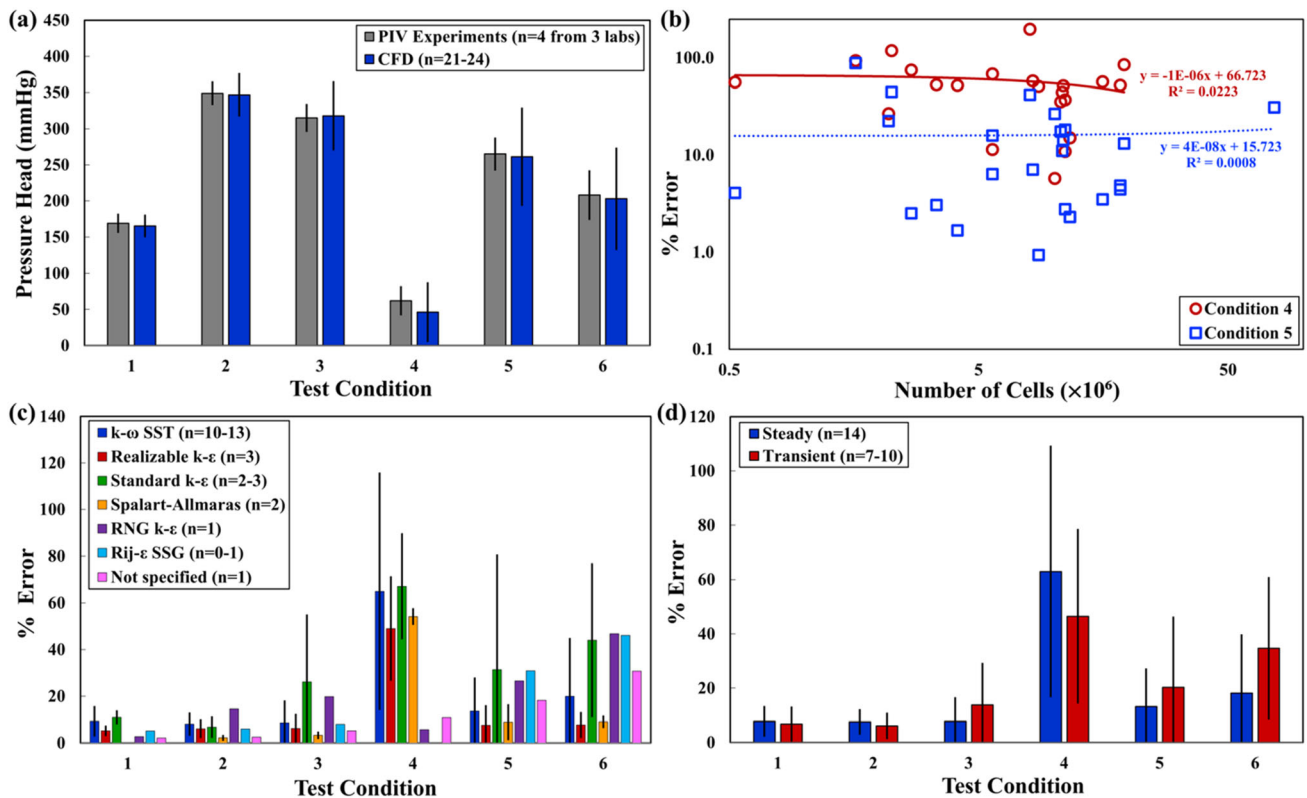 (a)
Pressure Head (mmHg)
450
400
350
300
250
200
150
100
50
0
PIV Experiments (n=4 from 3 labs)
CFD (n=21-24)
1 2 3 4 5 6
Test Condition
(b)
% Error
100.0
10.0
1.0
0.1
y = -1E-06x + 66.723
R² = 0.0223
y = 4E-08x + 15.723
R² = 0.0008
Condition 4
Condition 5
0.5 5 50
Number of Cells (×10⁶)
(c)
% Error
140
120
100
80
60
40
20
0
k-ω SST (n=10-13)
Realizable k-ε (n=3)
Standard k-ε (n=2-3)
Spalart-Allmaras (n=2)
RNG k-ε (n=1)
Rij-ε SSG (n=0-1)
Not specified (n=1)
1 2 3 4 5 6
Test Condition
(d)
% Error
120
100
80
60
40
20
0
Steady (n=14)
Transient (n=7-10)
1 2 3 4 5 6
Test Condition